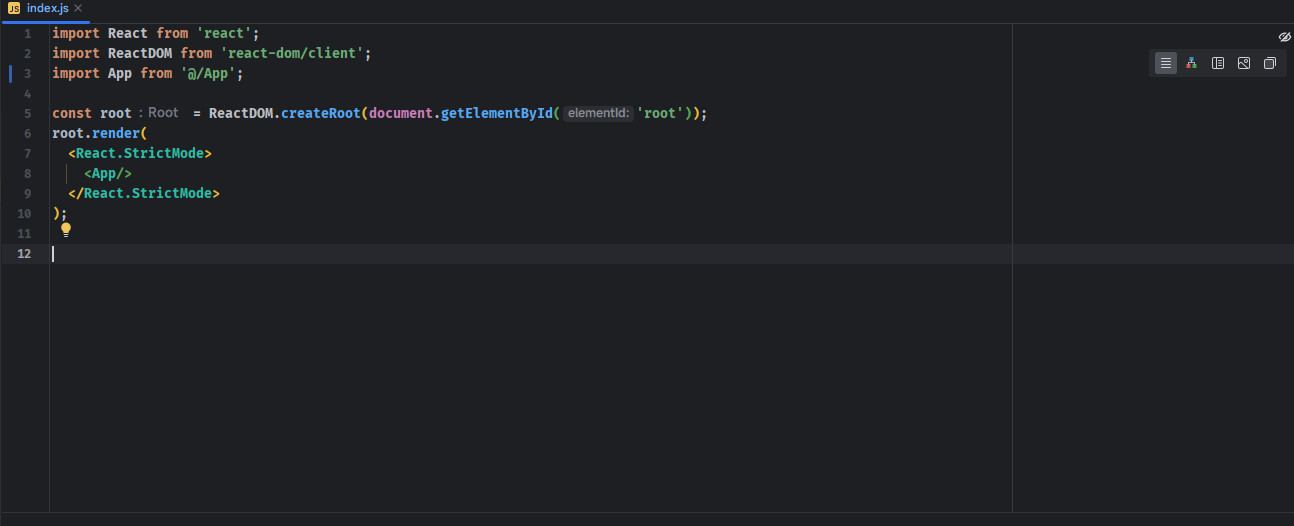 JS index.js
1 import React from 'react';
2 import ReactDOM from 'react-dom/client';
3 import App from '@/App';
4
5 const root : Root = ReactDOM.createRoot(document.getElementById( elementId: 'root'));
6 root.render(
7 <React.StrictMode>
8 <App/>
9 </React.StrictMode>
10 );
11
12